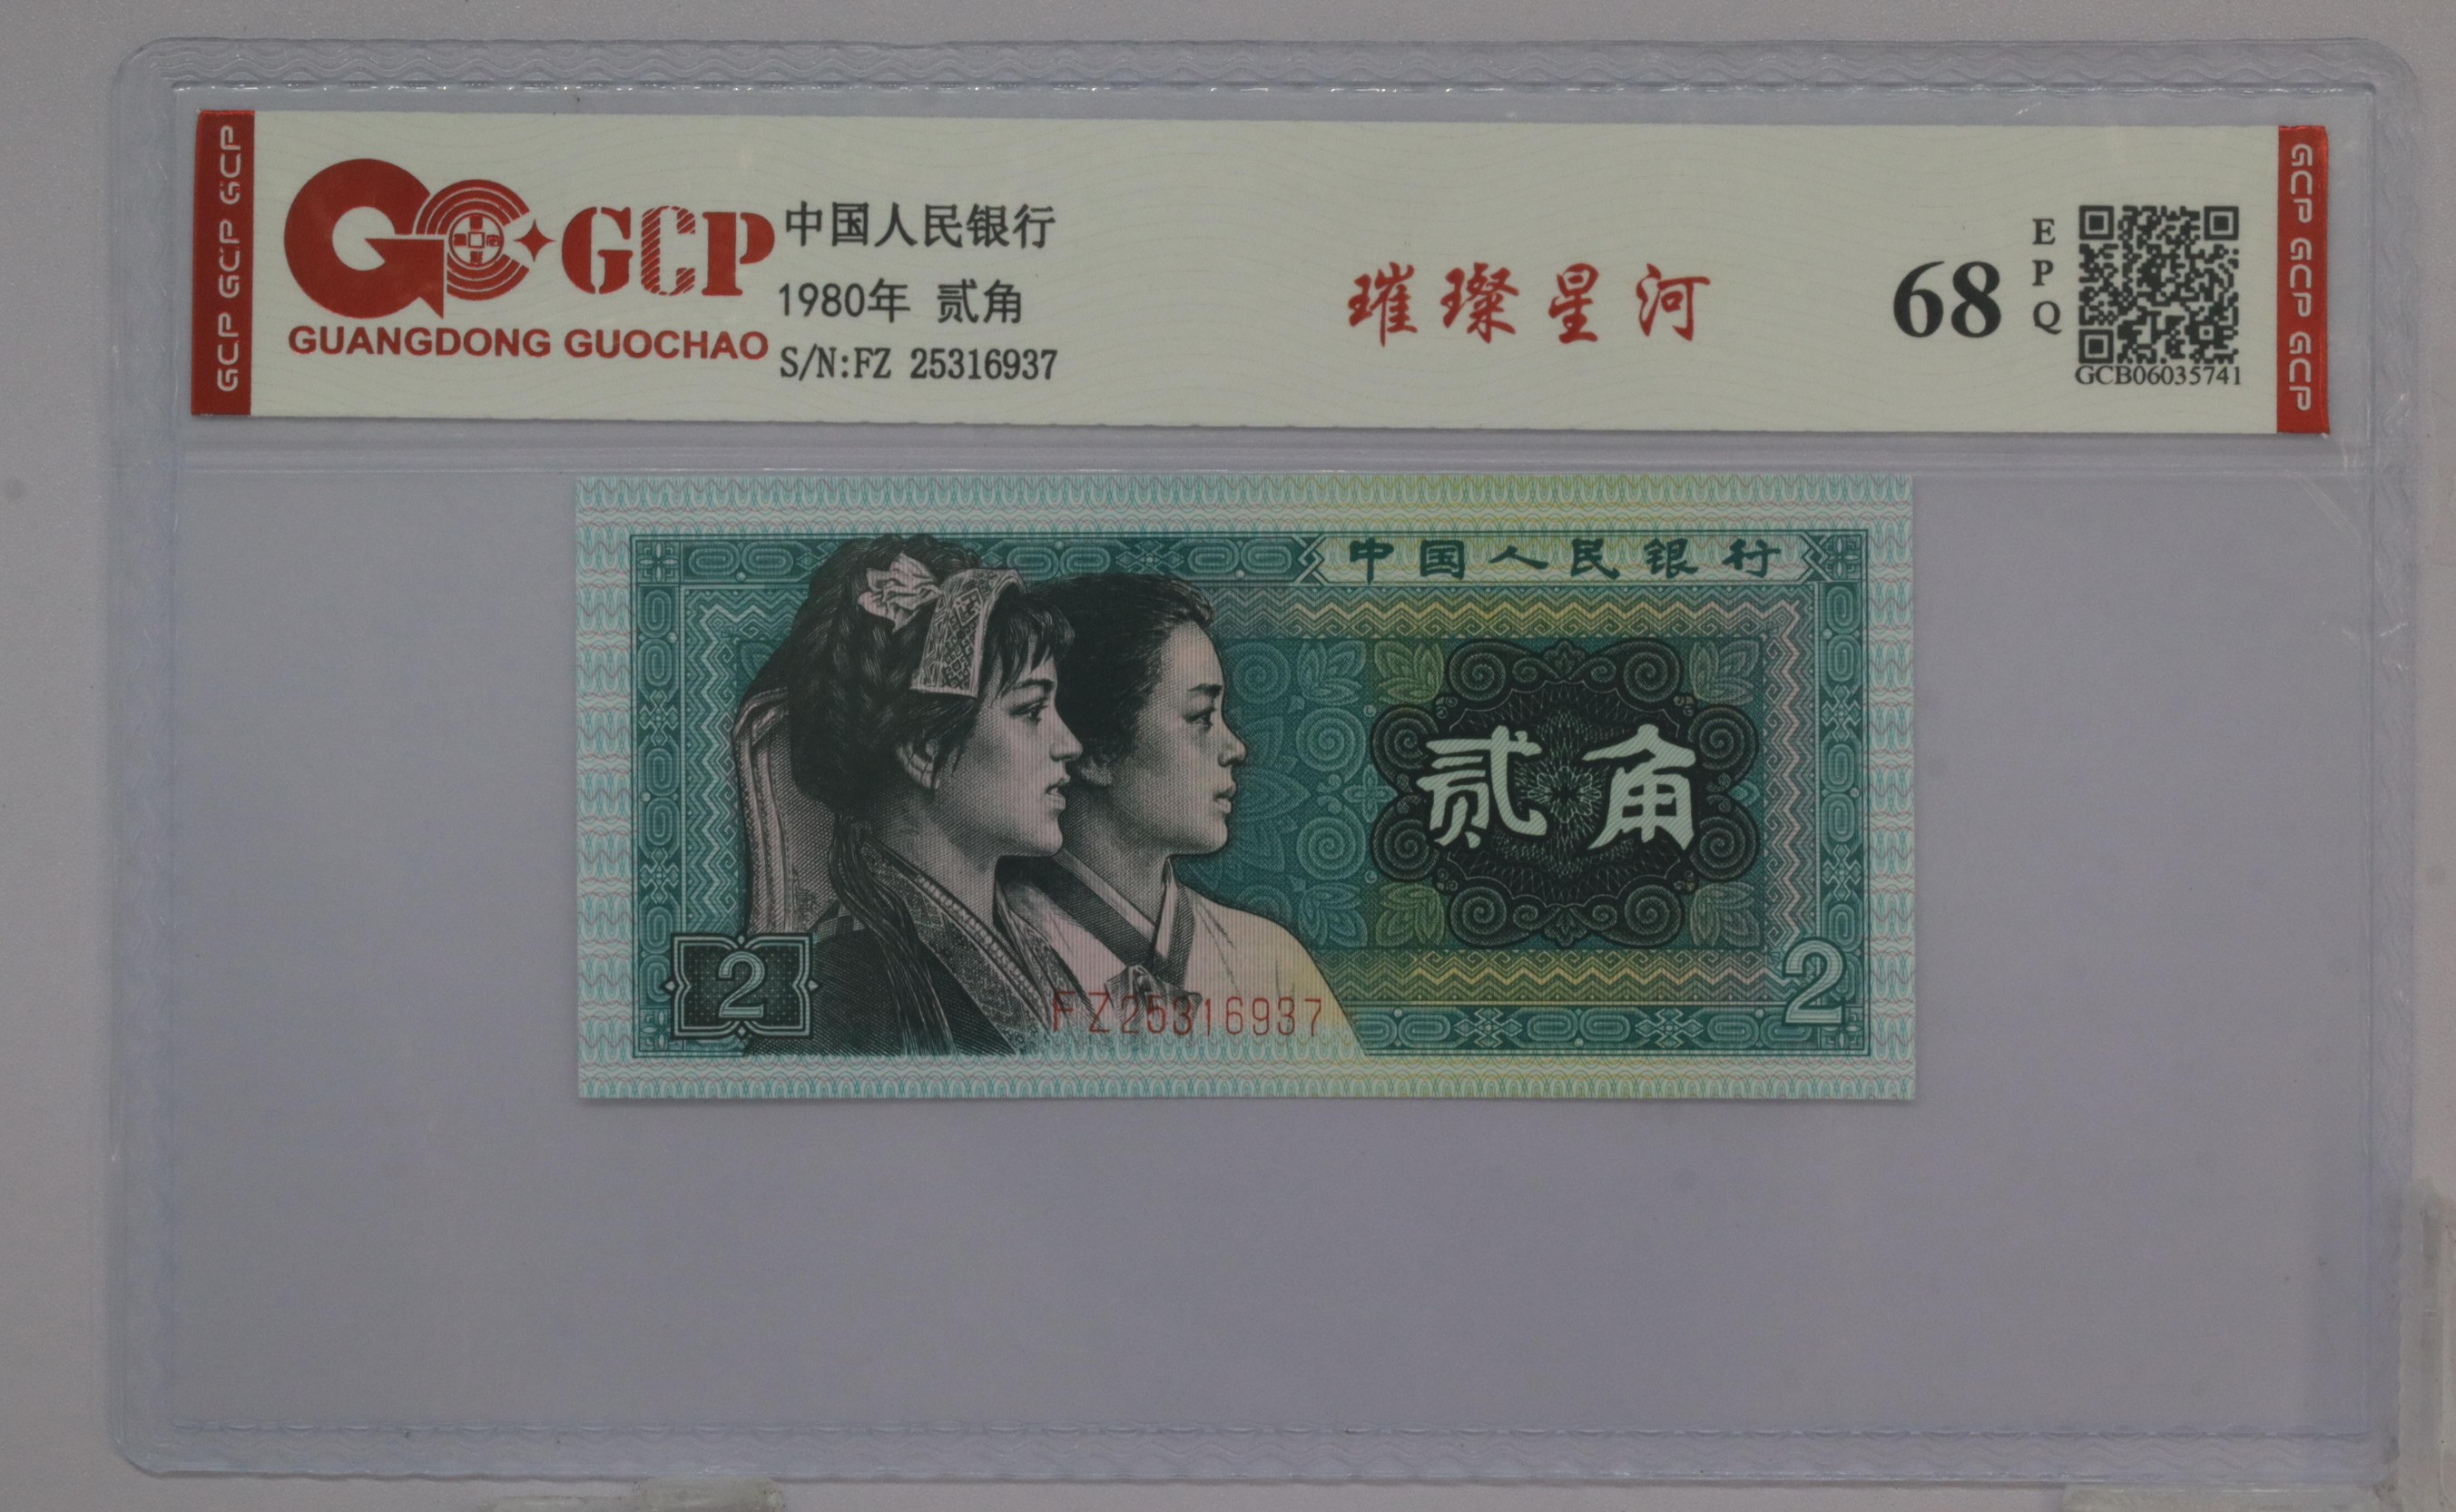 GCP GCP GCP
GCP
GUANGDONG GUOCHAO
中国人民银行
1980年 贰角
S/N:FZ 25316937
璀璨星河
68
EPQ
GCB06035741
GCP GCP GCP
中国人民银行
贰角
2
2
FZ25316937